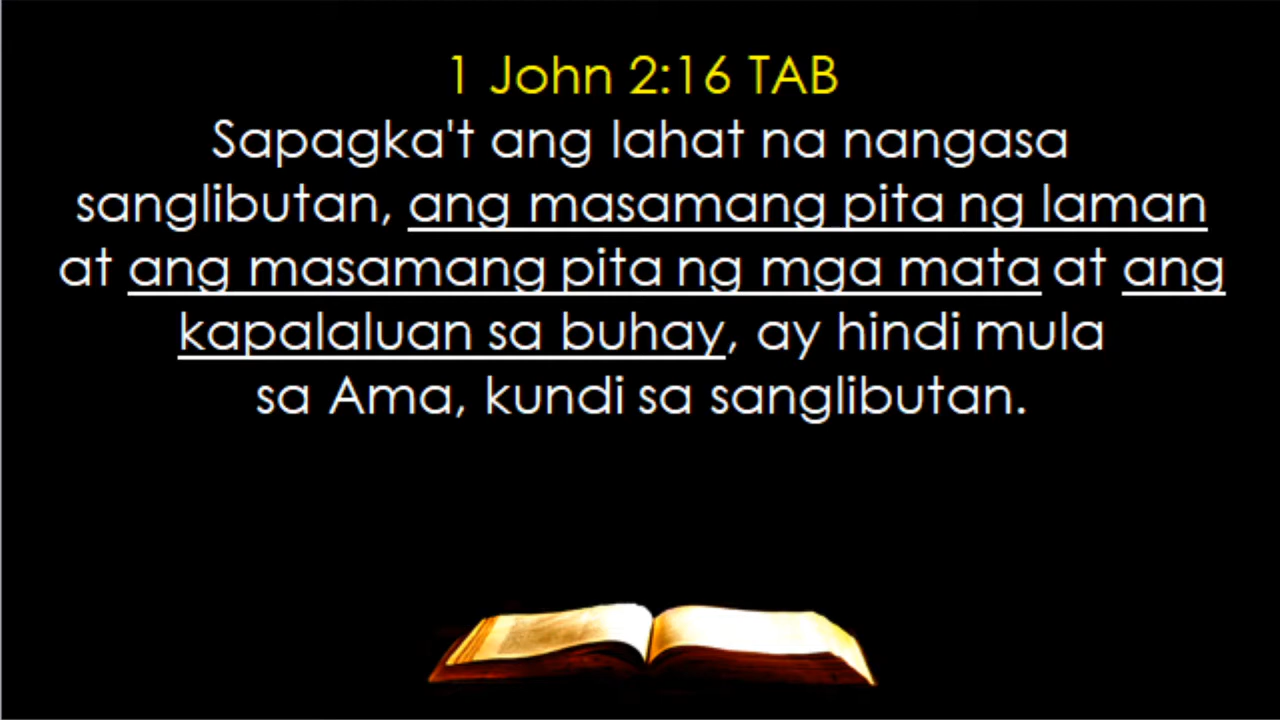 1 John 2:16 TAB
Sapagka't ang lahat na nangasa
sanglibutan, ang masamang pita ng laman
at ang masamang pita ng mga mata at ang
kapalaluan sa buhay, ay hindi mula
sa Ama, kundi sa sanglibutan.